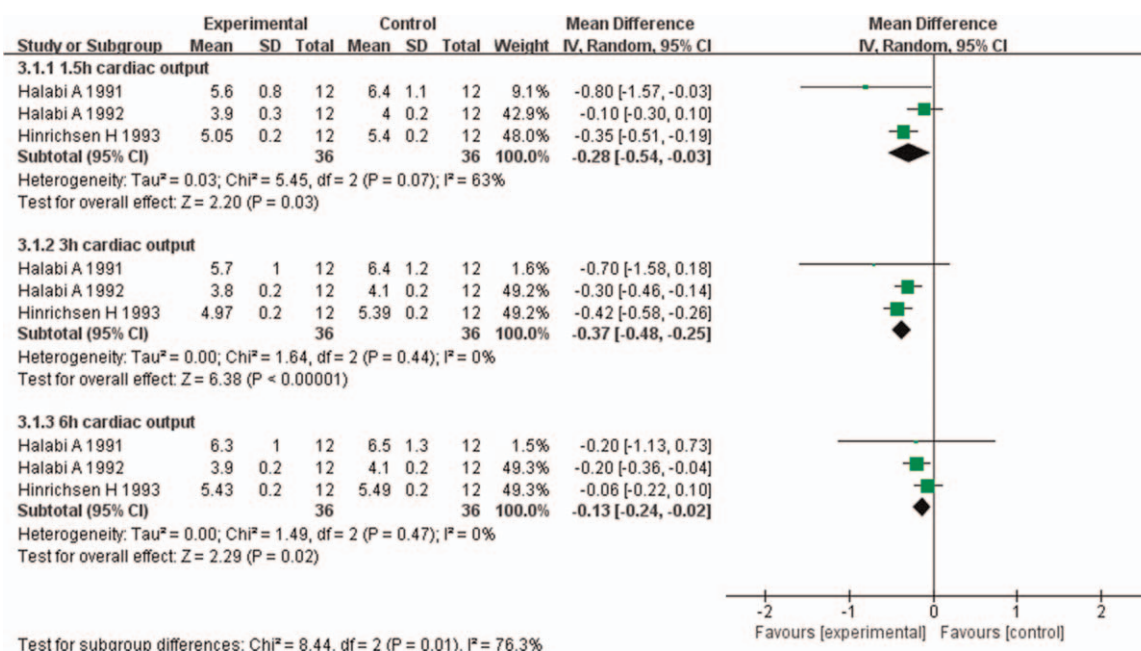 Experimental Control Mean Difference Mean Difference
Study or Subgroup Mean SD Total Mean SD Total Weight IV, Random, 95% CI IV, Random, 95% CI
3.1.1 1.5h cardiac output
Halabi A 1991 5.6 0.8 12 6.4 1.1 12 9.1% -0.80 [-1.57, -0.03]
Halabi A 1992 3.9 0.3 12 4 0.2 12 42.9% -0.10 [-0.30, 0.10]
Hinrichsen H 1993 5.05 0.2 12 5.4 0.2 12 48.0% -0.35 [-0.51, -0.19]
Subtotal (95% CI) 36 36 100.0% -0.28 [-0.54, -0.03]
Heterogeneity: Tau² = 0.03; Chi² = 5.45, df = 2 (P = 0.07); I² = 63%
Test for overall effect: Z = 2.20 (P = 0.03)
3.1.2 3h cardiac output
Halabi A 1991 5.7 1 12 6.4 1.2 12 1.6% -0.70 [-1.58, 0.18]
Halabi A 1992 3.8 0.2 12 4.1 0.2 12 49.2% -0.30 [-0.46, -0.14]
Hinrichsen H 1993 4.97 0.2 12 5.39 0.2 12 49.2% -0.42 [-0.58, -0.26]
Subtotal (95% CI) 36 36 100.0% -0.37 [-0.48, -0.25]
Heterogeneity: Tau² = 0.00; Chi² = 1.64, df = 2 (P = 0.44); I² = 0%
Test for overall effect: Z = 6.38 (P < 0.00001)
3.1.3 6h cardiac output
Halabi A 1991 6.3 1 12 6.5 1.3 12 1.5% -0.20 [-1.13, 0.73]
Halabi A 1992 3.9 0.2 12 4.1 0.2 12 49.3% -0.20 [-0.36, -0.04]
Hinrichsen H 1993 5.43 0.2 12 5.49 0.2 12 49.3% -0.06 [-0.22, 0.10]
Subtotal (95% CI) 36 36 100.0% -0.13 [-0.24, -0.02]
Heterogeneity: Tau² = 0.00; Chi² = 1.49, df = 2 (P = 0.47); I² = 0%
Test for overall effect: Z = 2.29 (P = 0.02)
-2 -1 0 1 2
Favours [experimental] Favours [control]
Test for subgroup differences: Chi² = 8.44, df = 2 (P = 0.01), I² = 76.3%